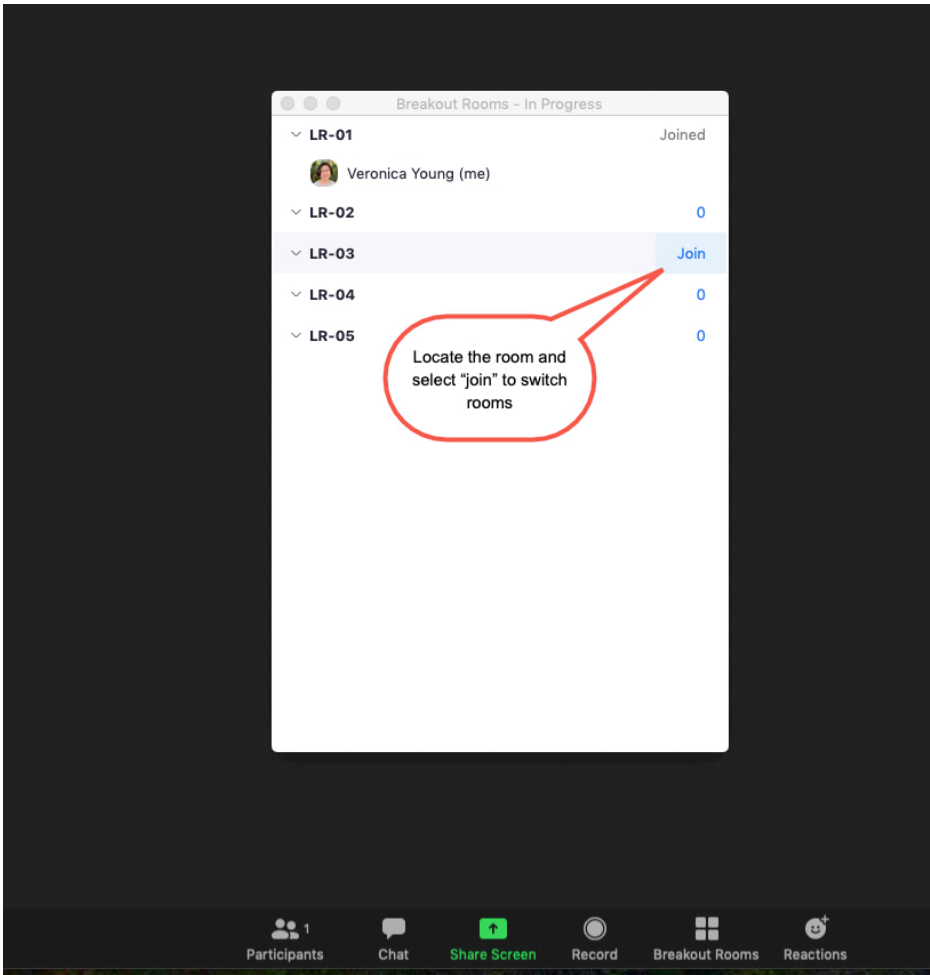 Breakout Rooms - In Progress
LR-01 Joined
Veronica Young (me)
LR-02 0
LR-03 Join
LR-04 0
LR-05 0
Locate the room and
select “join” to switch
rooms
1
Participants Chat Share Screen Record Breakout Rooms Reactions